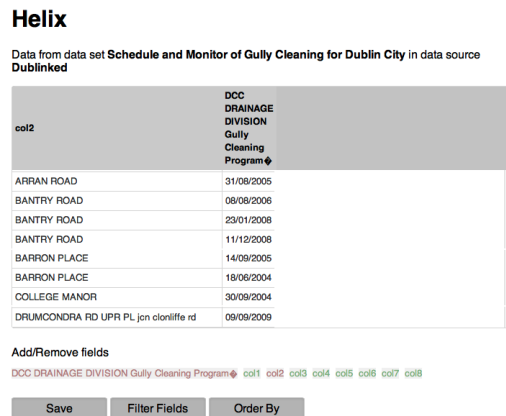 Helix
Data from data set Schedule and Monitor of Gully Cleaning for Dublin City in data source
Dublinked
col2
DCC
DRAINAGE
DIVISION
Gully
Cleaning
Program�
ARRAN ROAD 31/08/2005
BANTRY ROAD 08/08/2006
BANTRY ROAD 23/01/2008
BANTRY ROAD 11/12/2008
BARRON PLACE 14/09/2005
BARRON PLACE 18/06/2004
COLLEGE MANOR 30/09/2004
DRUMCONDRA RD UPR PL jcn clonliffe rd 09/09/2009
Add/Remove fields
DCC DRAINAGE DIVISION Gully Cleaning Program� col1 col2 col3 col4 col5 col6 col7 col8
Save Filter Fields Order By